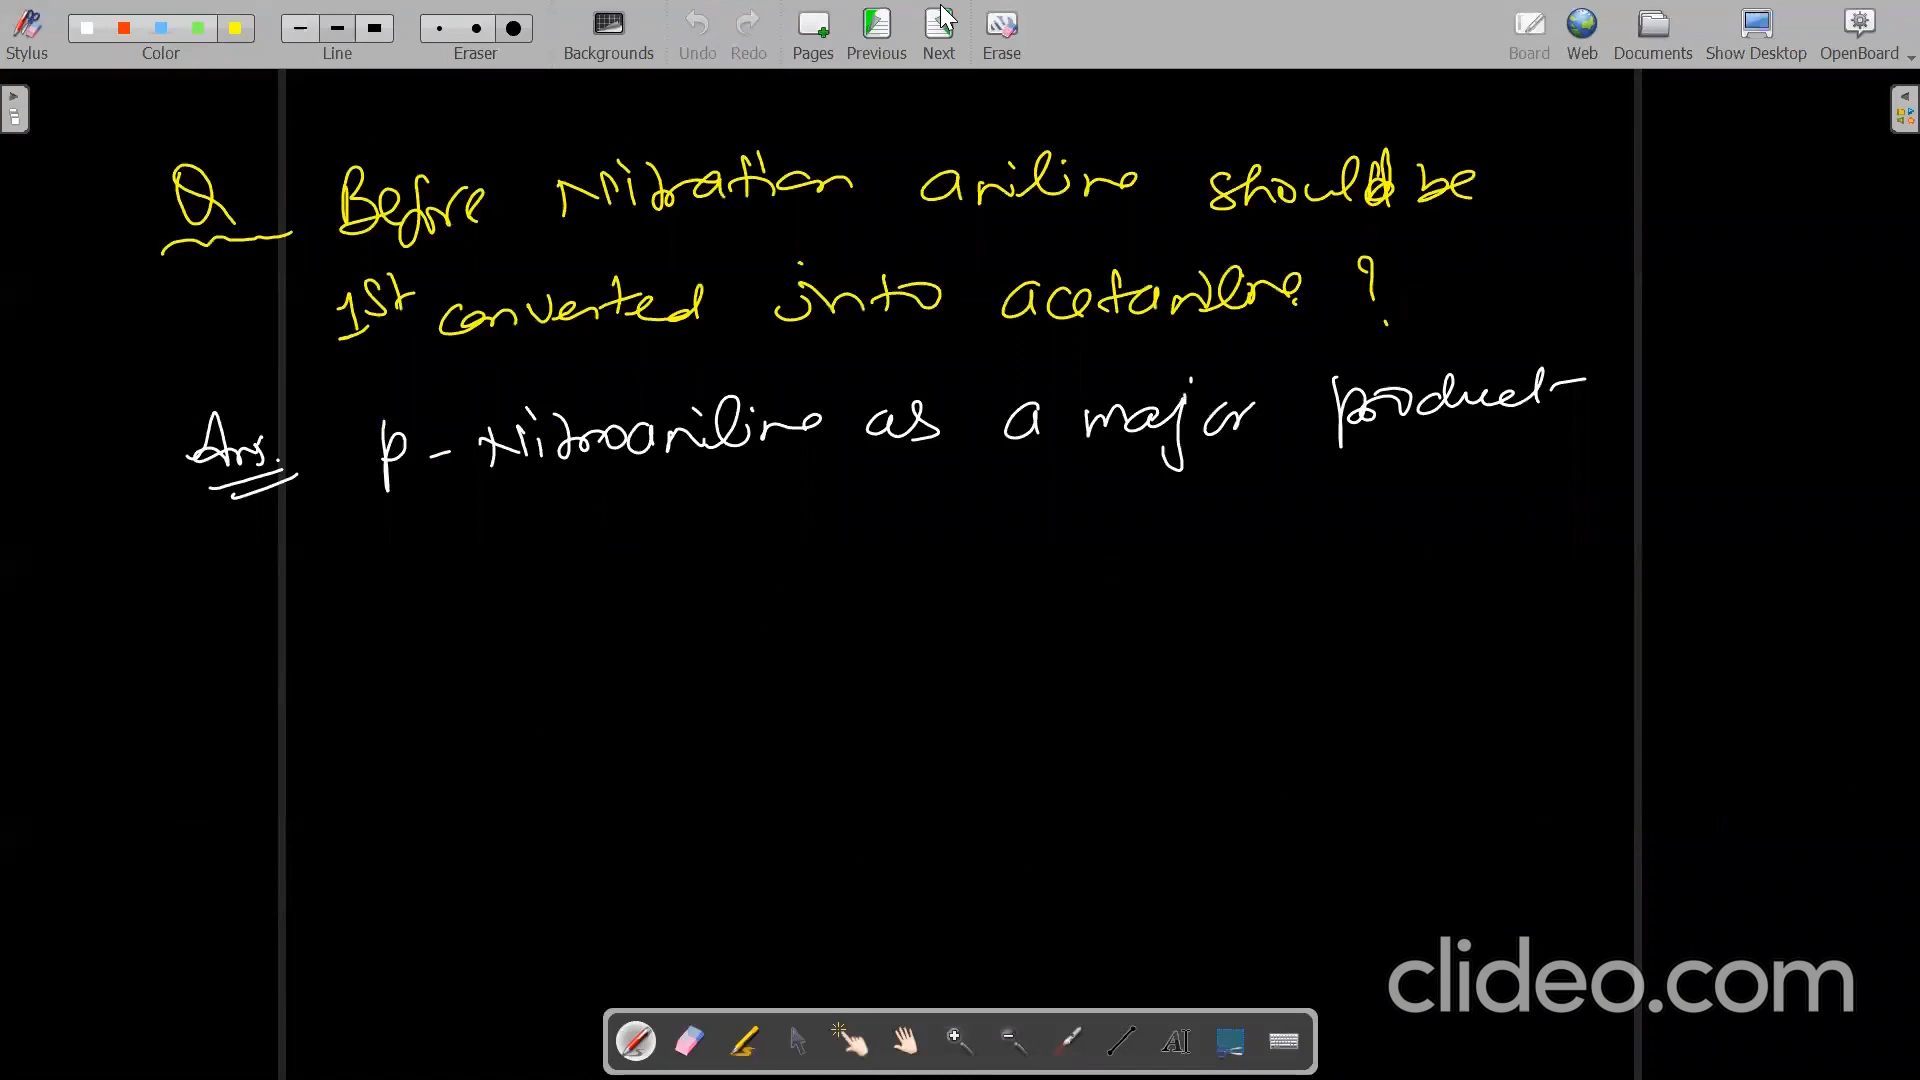 Stylus Color Line Eraser Backgrounds Undo Redo Pages Previous Next Erase Board Web Documents Show Desktop OpenBoard
Q Before Nitration aniline should be
1st converted into acetaniline ?
Ans. p - Nitroaniline as a major product
clideo.com